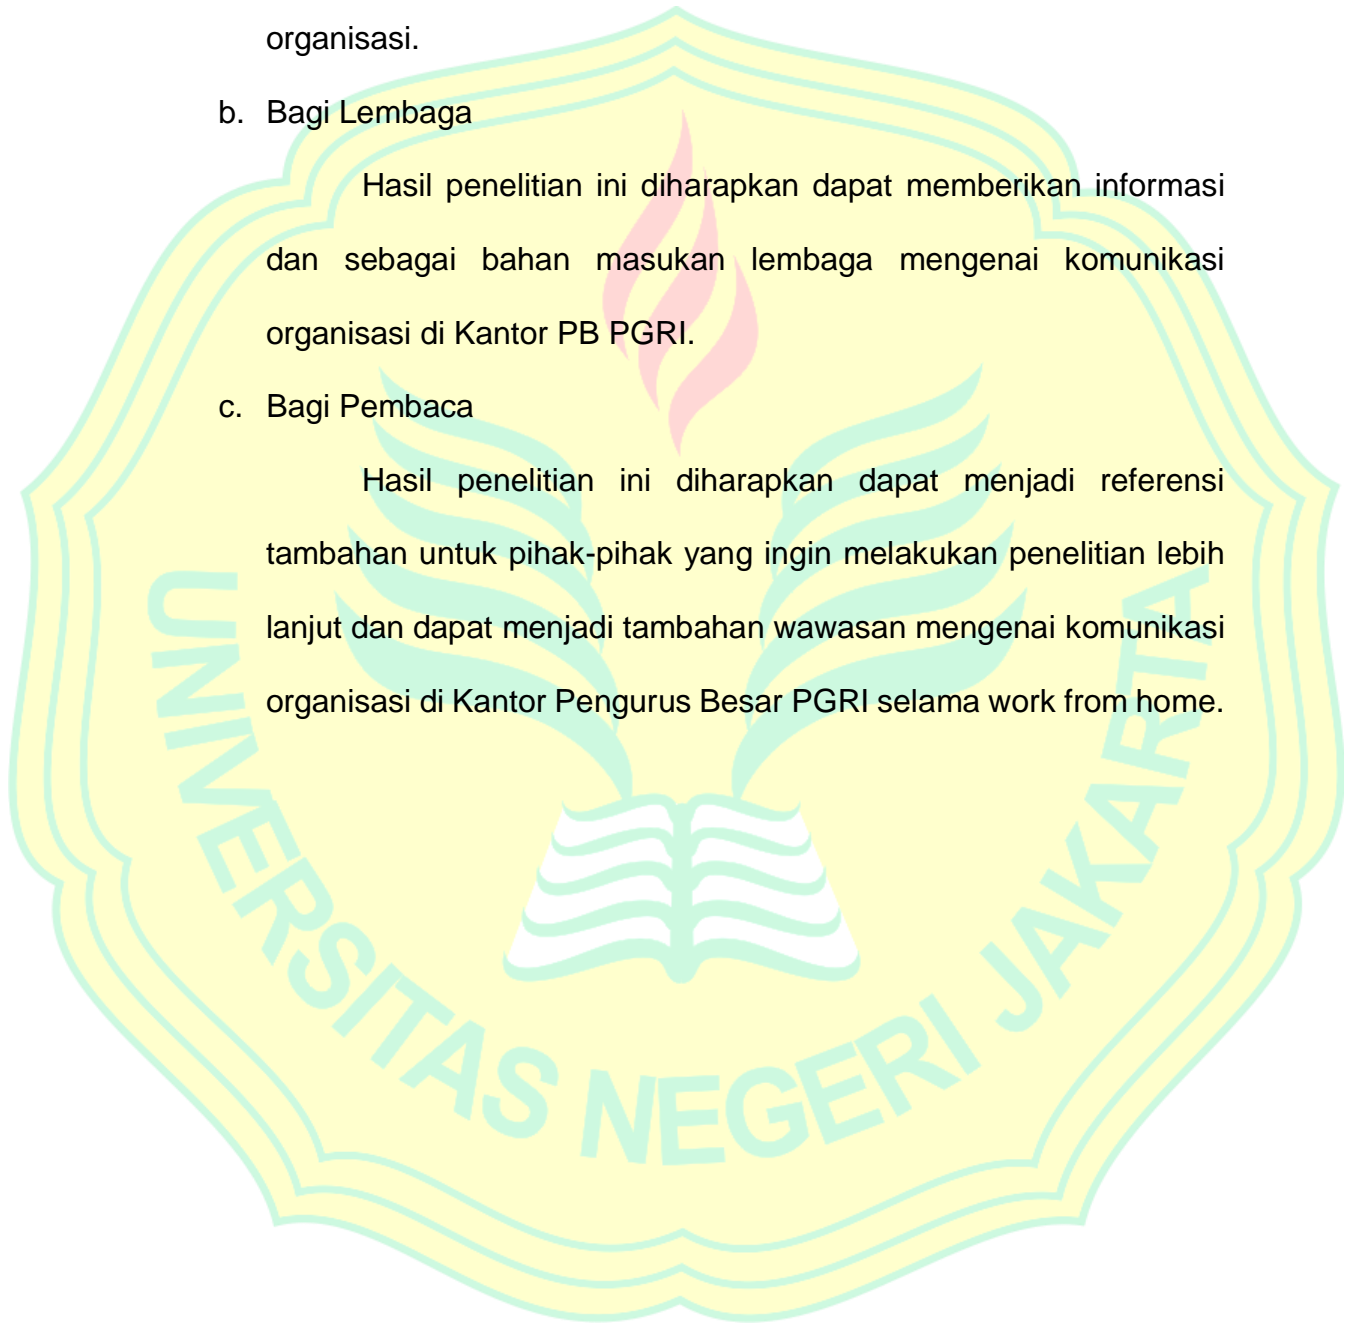 organisasi.
b. Bagi Lembaga
Hasil penelitian ini diharapkan dapat memberikan informasi
dan sebagai bahan masukan lembaga mengenai komunikasi
organisasi di Kantor PB PGRI.
c. Bagi Pembaca
Hasil penelitian ini diharapkan dapat menjadi referensi
tambahan untuk pihak-pihak yang ingin melakukan penelitian lebih
lanjut dan dapat menjadi tambahan wawasan mengenai komunikasi
organisasi di Kantor Pengurus Besar PGRI selama work from home.
UNIVERSITAS NEGERI JAKARTA